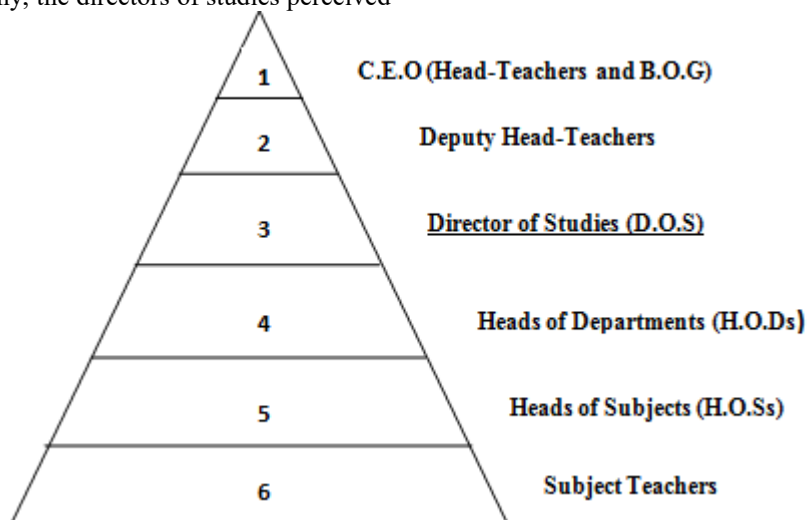 the directors of studies perceived
1 C.E.O (Head-Teachers and B.O.G)
2 Deputy Head-Teachers
3 Director of Studies (D.O.S)
4 Heads of Departments (H.O.Ds)
5 Heads of Subjects (H.O.Ss)
6 Subject Teachers